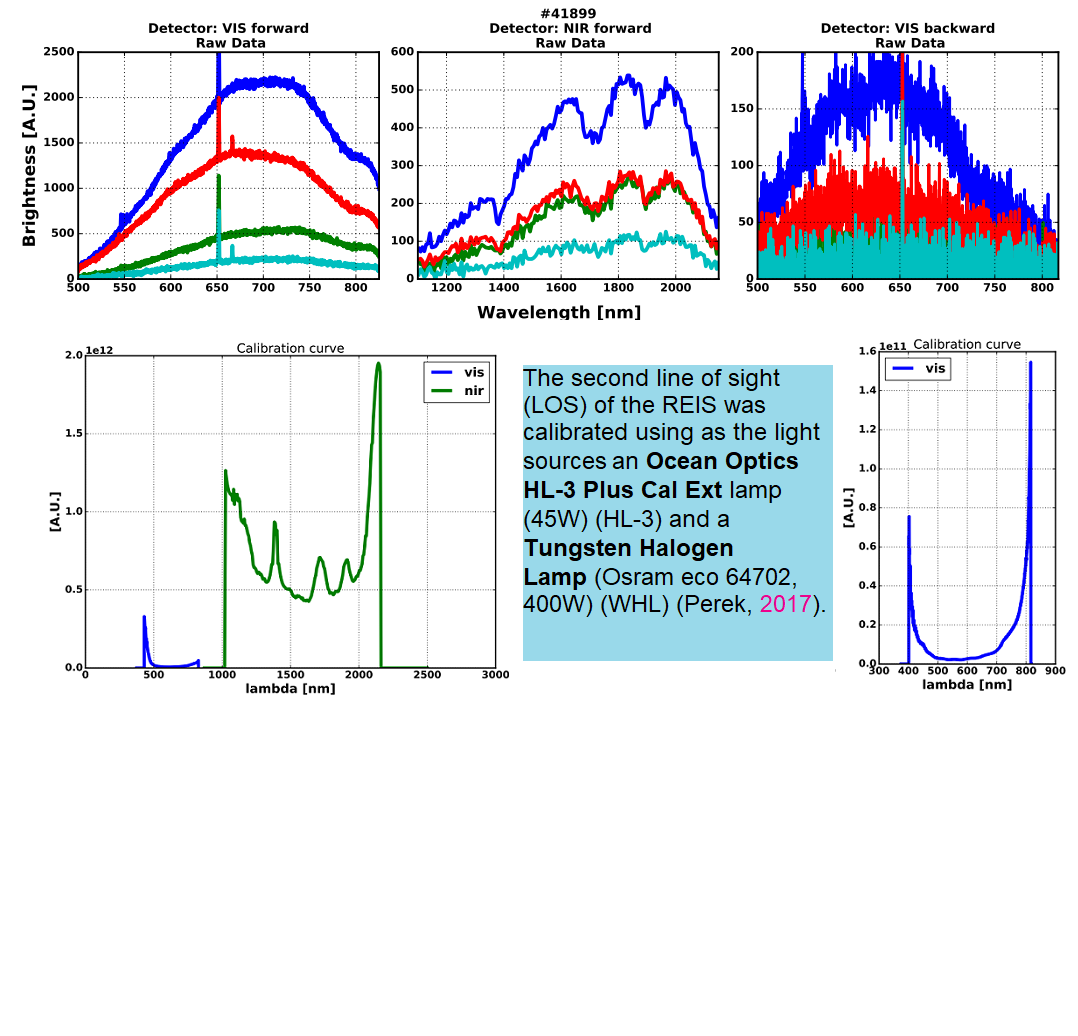 #41899
Detector: VIS forward
Raw Data
Detector: NIR forward
Raw Data
Detector: VIS backward
Raw Data
Brightness [A.U.]
2500
2000
1500
1000
500
0
500 550 600 650 700 750 800
600
500
400
300
200
100
0
1200 1400 1600 1800 2000
200
150
100
50
0
500 550 600 650 700 750 800
Wavelength [nm]
1e12
Calibration curve
vis
nir
[A.U.]
2.0
1.5
1.0
0.5
0.0
0 500 1000 1500 2000 2500 3000
lambda [nm]
The second line of sight
(LOS) of the REIS was
calibrated using as the light
sources an Ocean Optics
HL-3 Plus Cal Ext lamp
(45W) (HL-3) and a
Tungsten Halogen
Lamp (Osram eco 64702,
400W) (WHL) (Perek, 2017).
1e11
Calibration curve
vis
[A.U.]
1.6
1.4
1.2
1.0
0.8
0.6
0.4
0.2
0.0
300 400 500 600 700 800 900
lambda [nm]